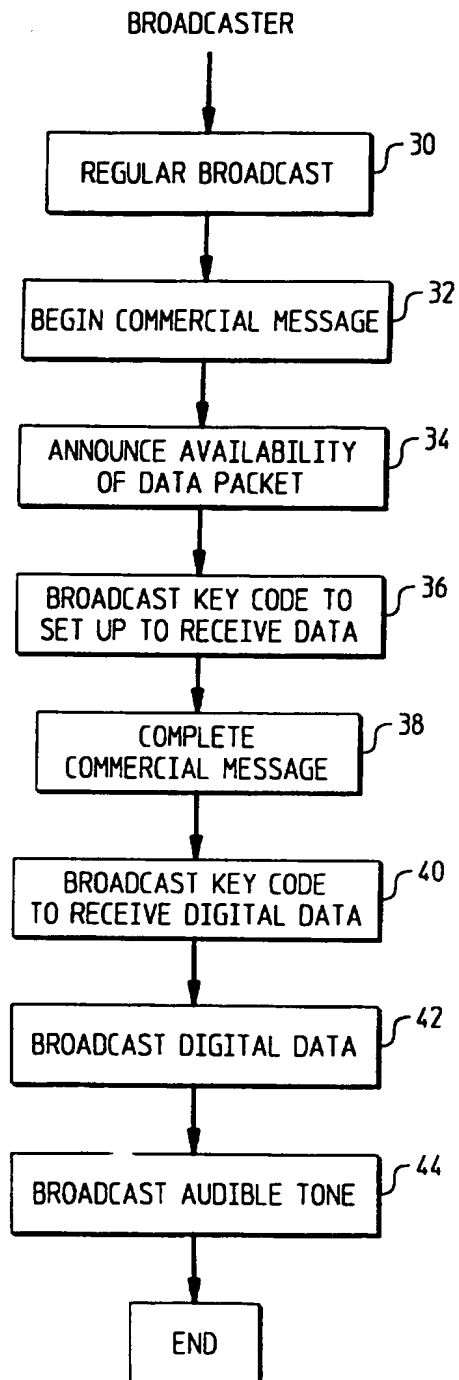 BROADCASTER
REGULAR BROADCAST
30
BEGIN COMMERCIAL MESSAGE
32
ANNOUNCE AVAILABILITY
OF DATA PACKET
34
BROADCAST KEY CODE TO
SET UP TO RECEIVE DATA
36
COMPLETE
COMMERCIAL MESSAGE
38
BROADCAST KEY CODE
TO RECEIVE DIGITAL DATA
40
BROADCAST DIGITAL DATA
42
BROADCAST AUDIBLE TONE
44
END